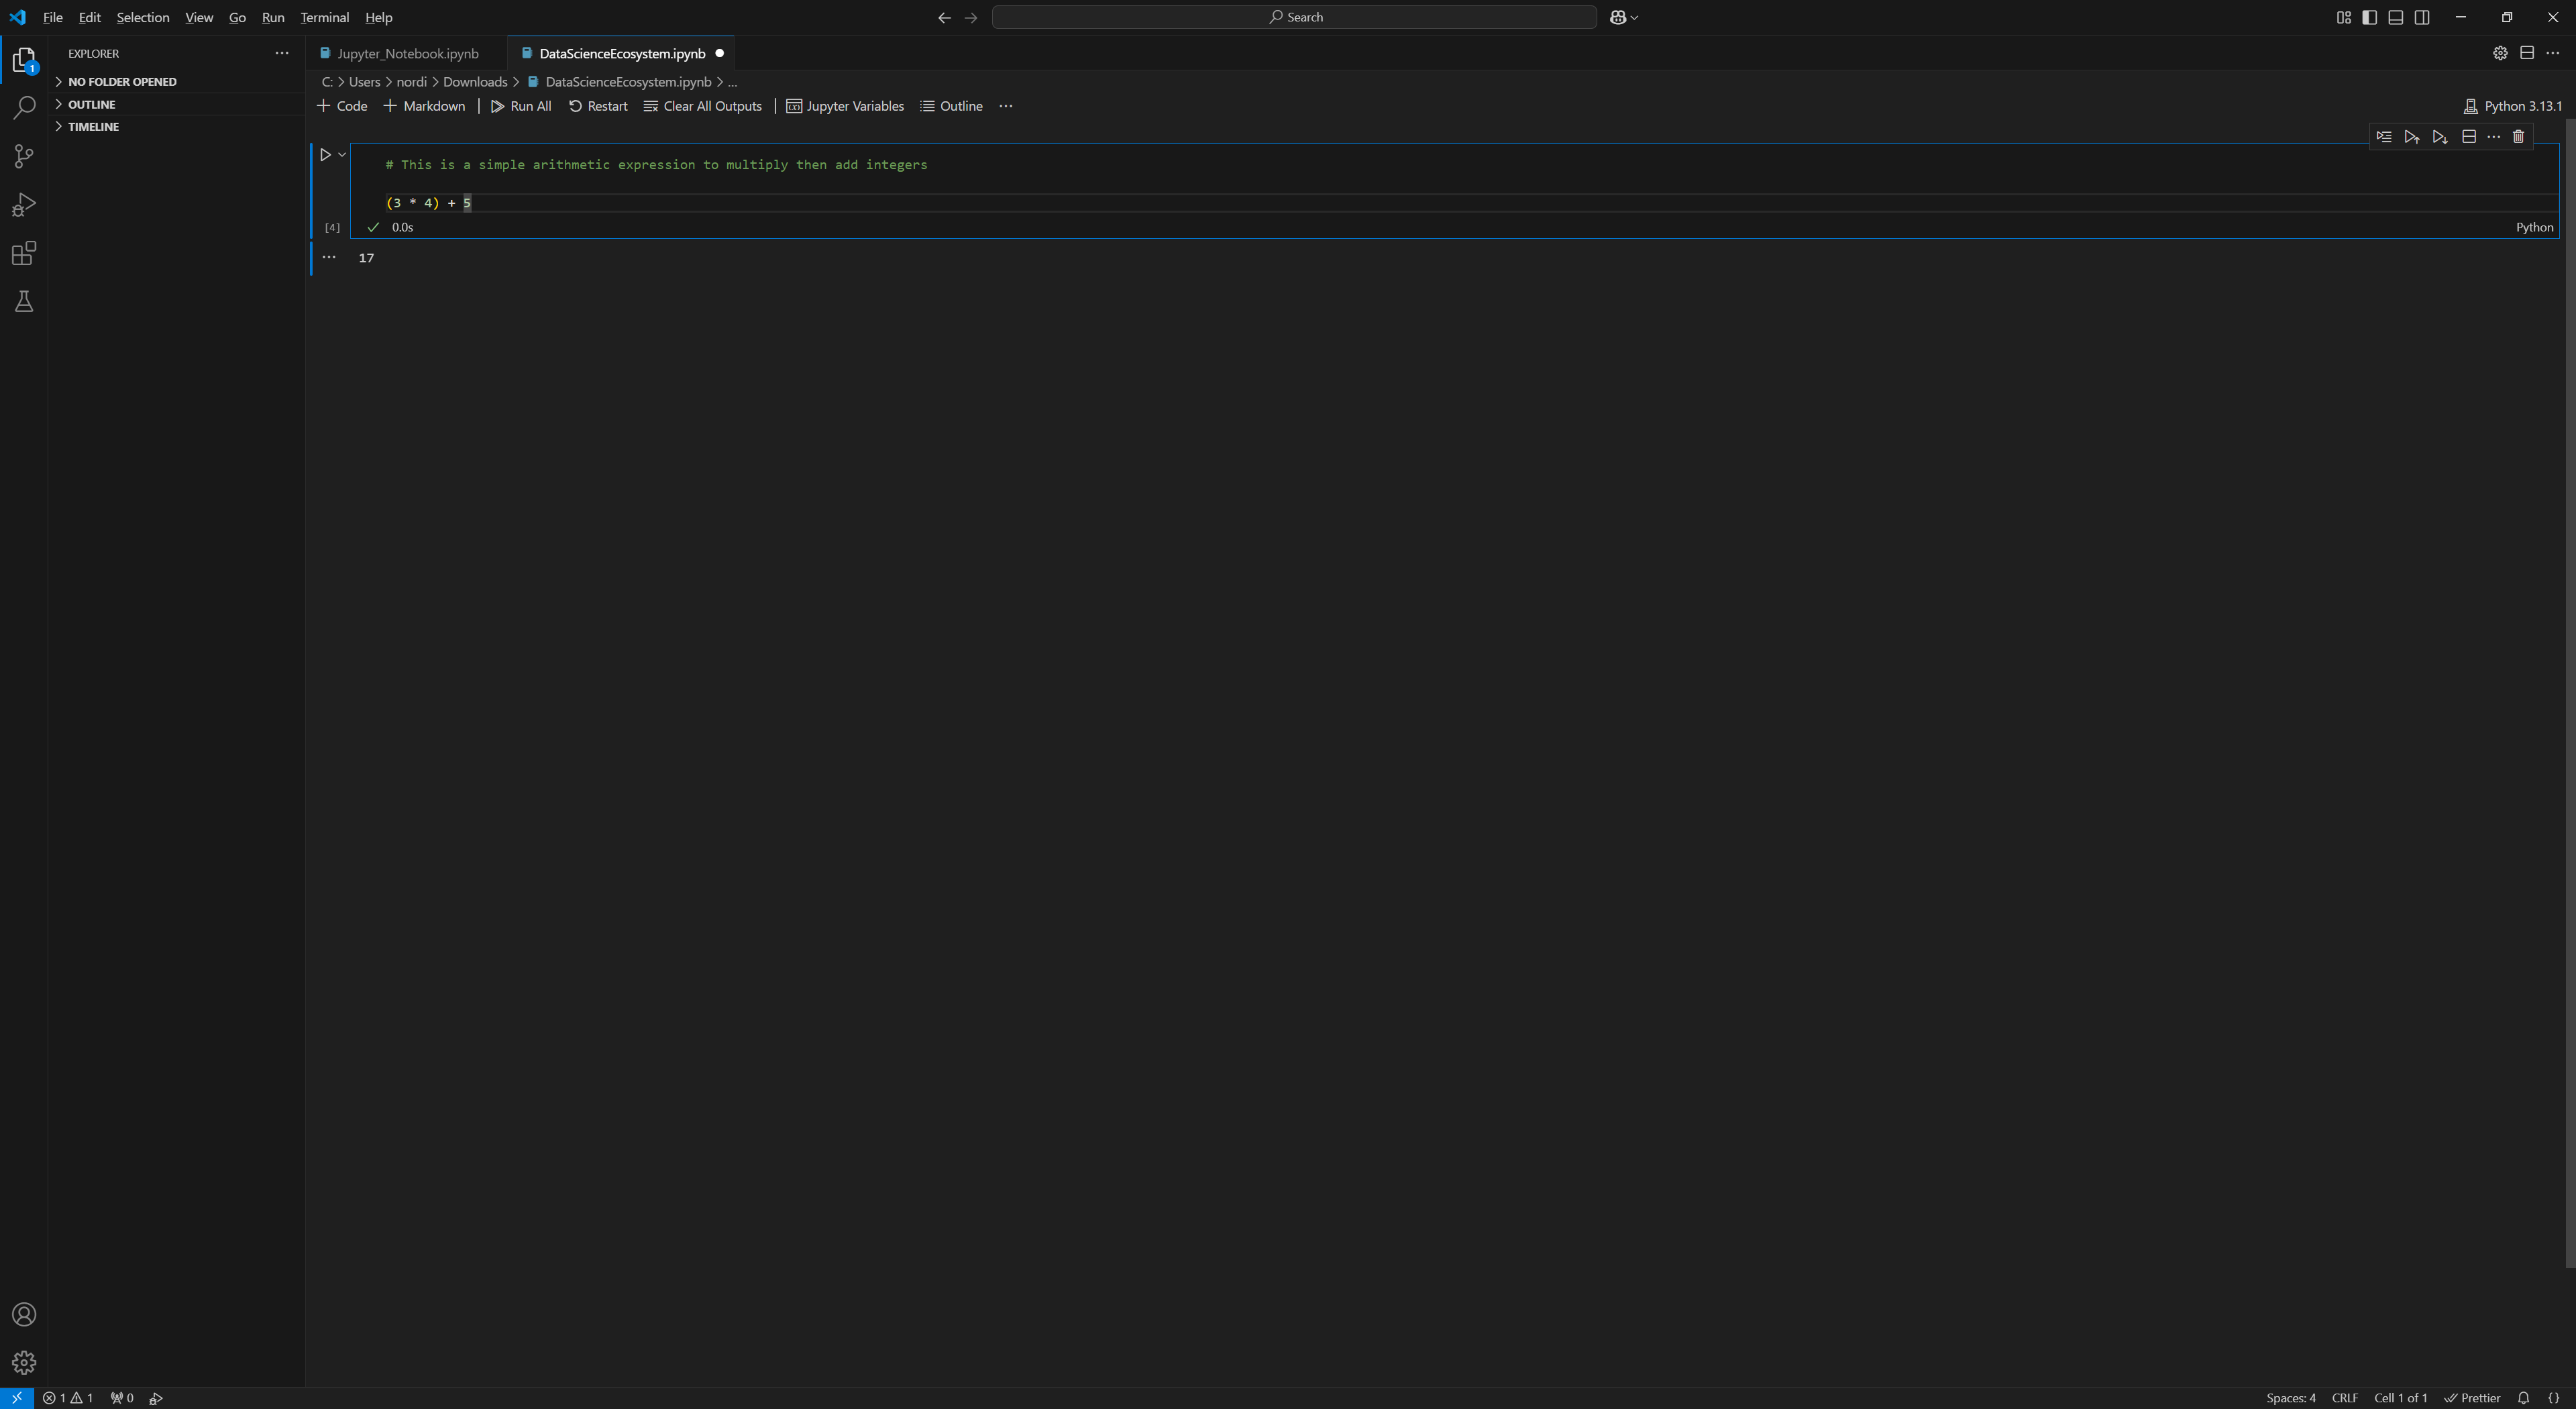 File Edit Selection View Go Run Terminal Help
Search
EXPLORER
NO FOLDER OPENED
OUTLINE
TIMELINE
1
Jupyter_Notebook.ipynb
DataScienceEcosystem.ipynb
C: > Users > nordi > Downloads > DataScienceEcosystem.ipynb > ...
+ Code + Markdown | Run All Restart Clear All Outputs | Jupyter Variables Outline ...
Python 3.13.1
# This is a simple arithmetic expression to multiply then add integers
(3 * 4) + 5
[4] 0.0s
Python
17
1 1 0
Spaces: 4 CRLF Cell 1 of 1 Prettier {}